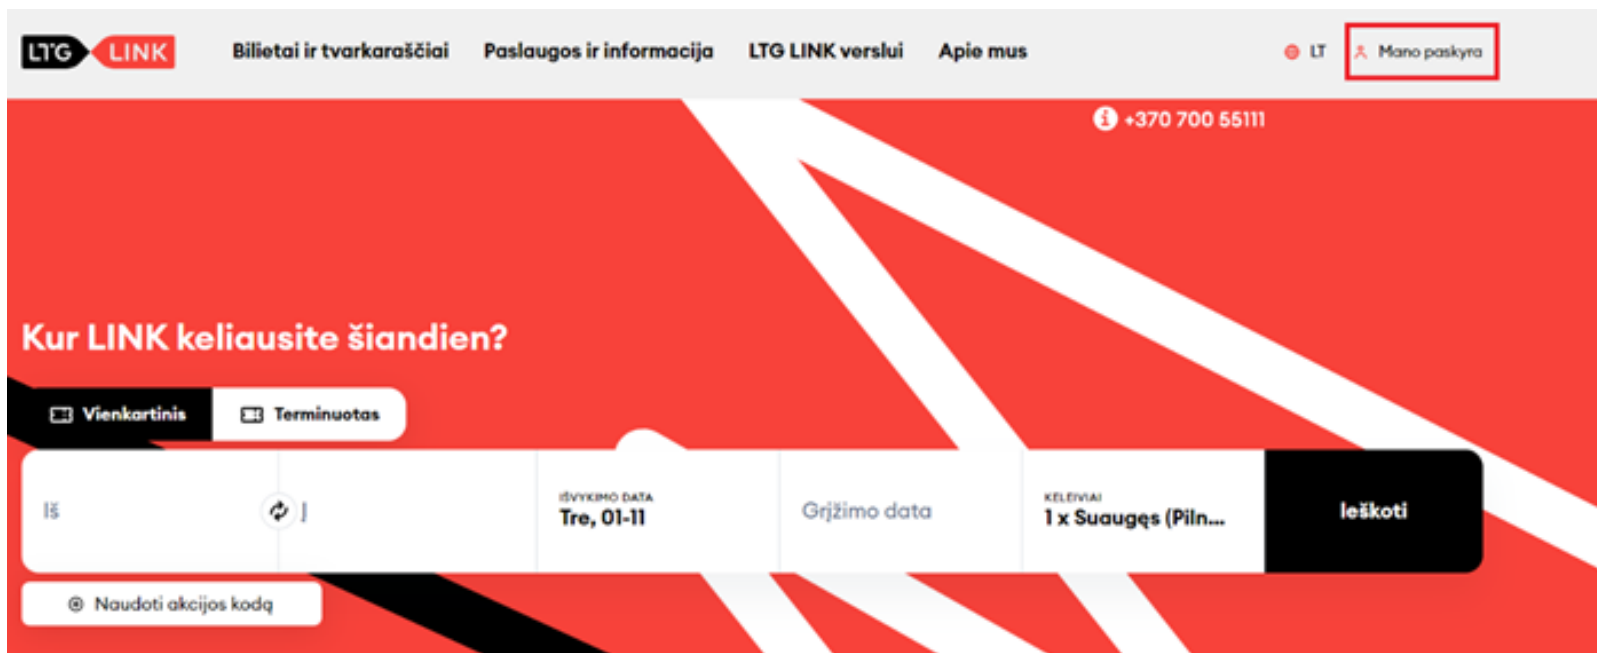 LTG LINK Bilietai ir tvarkaraščiai Paslaugos ir informacija LTG LINK verslui Apie mus LT Mano paskyra
+370 700 55111
Kur LINK keliausite šiandien?
Vienkartinis Terminuotas
Iš Į IŠVYKIMO DATA Tre, 01-11 Grįžimo data KELEIVIAI 1 x Suaugęs (Piln... Ieškoti
Naudoti akcijos kodą